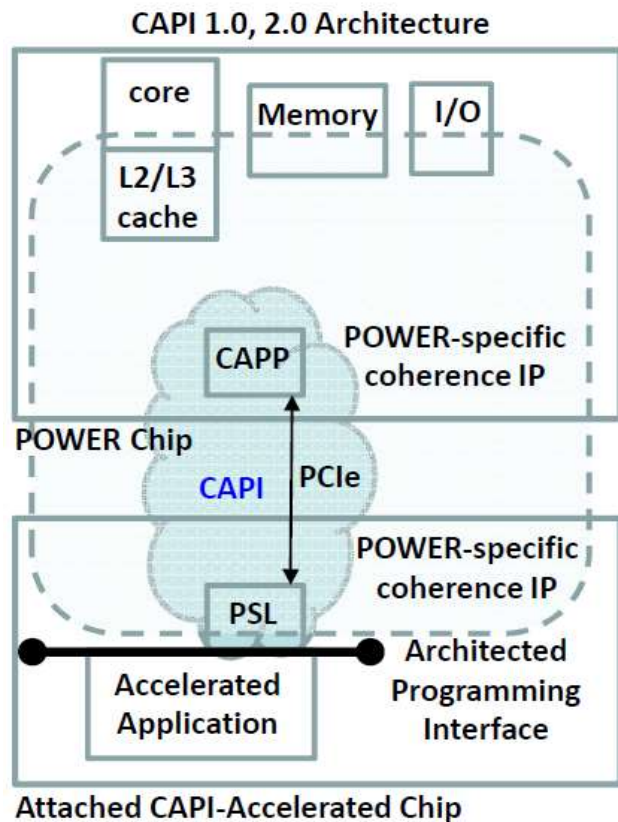 CAPI 1.0, 2.0 Architecture
core
Memory
I/O
L2/L3
cache
CAPP
POWER-specific
coherence IP
POWER Chip
CAPI
PCIe
POWER-specific
coherence IP
PSL
Accelerated
Application
Architected
Programming
Interface
Attached CAPI-Accelerated Chip